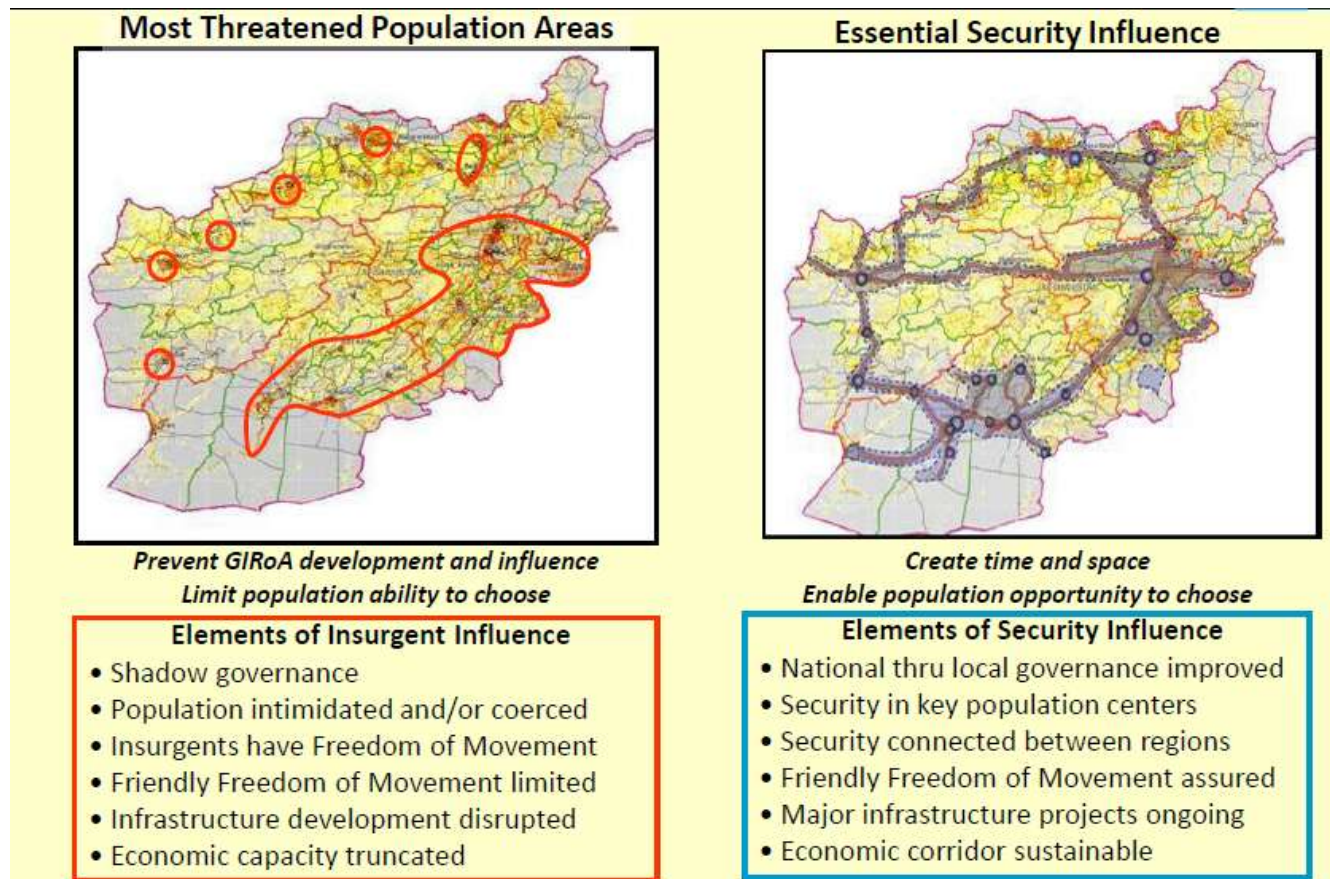 Most Threatened Population Areas
Prevent GIRoA development and influence
Limit population ability to choose
Elements of Insurgent Influence
• Shadow governance
• Population intimidated and/or coerced
• Insurgents have Freedom of Movement
• Friendly Freedom of Movement limited
• Infrastructure development disrupted
• Economic capacity truncated
Essential Security Influence
Create time and space
Enable population opportunity to choose
Elements of Security Influence
• National thru local governance improved
• Security in key population centers
• Security connected between regions
• Friendly Freedom of Movement assured
• Major infrastructure projects ongoing
• Economic corridor sustainable